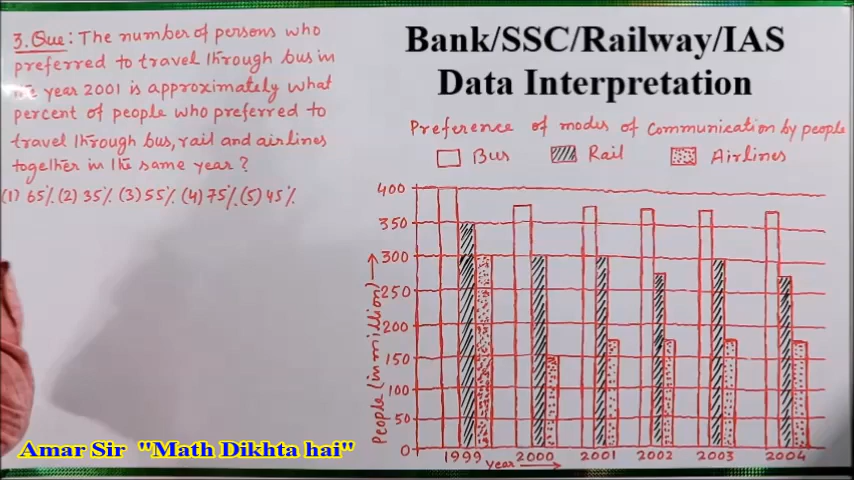 3. Que: The number of persons who
preferred to travel through bus in
the year 2001 is approximately what
percent of people who preferred to
travel through bus, rail and airlines
together in the same year?
(1) 65% (2) 35% (3) 55% (4) 75% (5) 45%
Bank/SSC/Railway/IAS
Data Interpretation
Preference of modes of Communication by people
Bus Rail Airlines
400
350
300
250
200
150
100
50
0
People (in million)
1999 2000 2001 2002 2003 2004
year
Amar Sir "Math Dikhta hai"